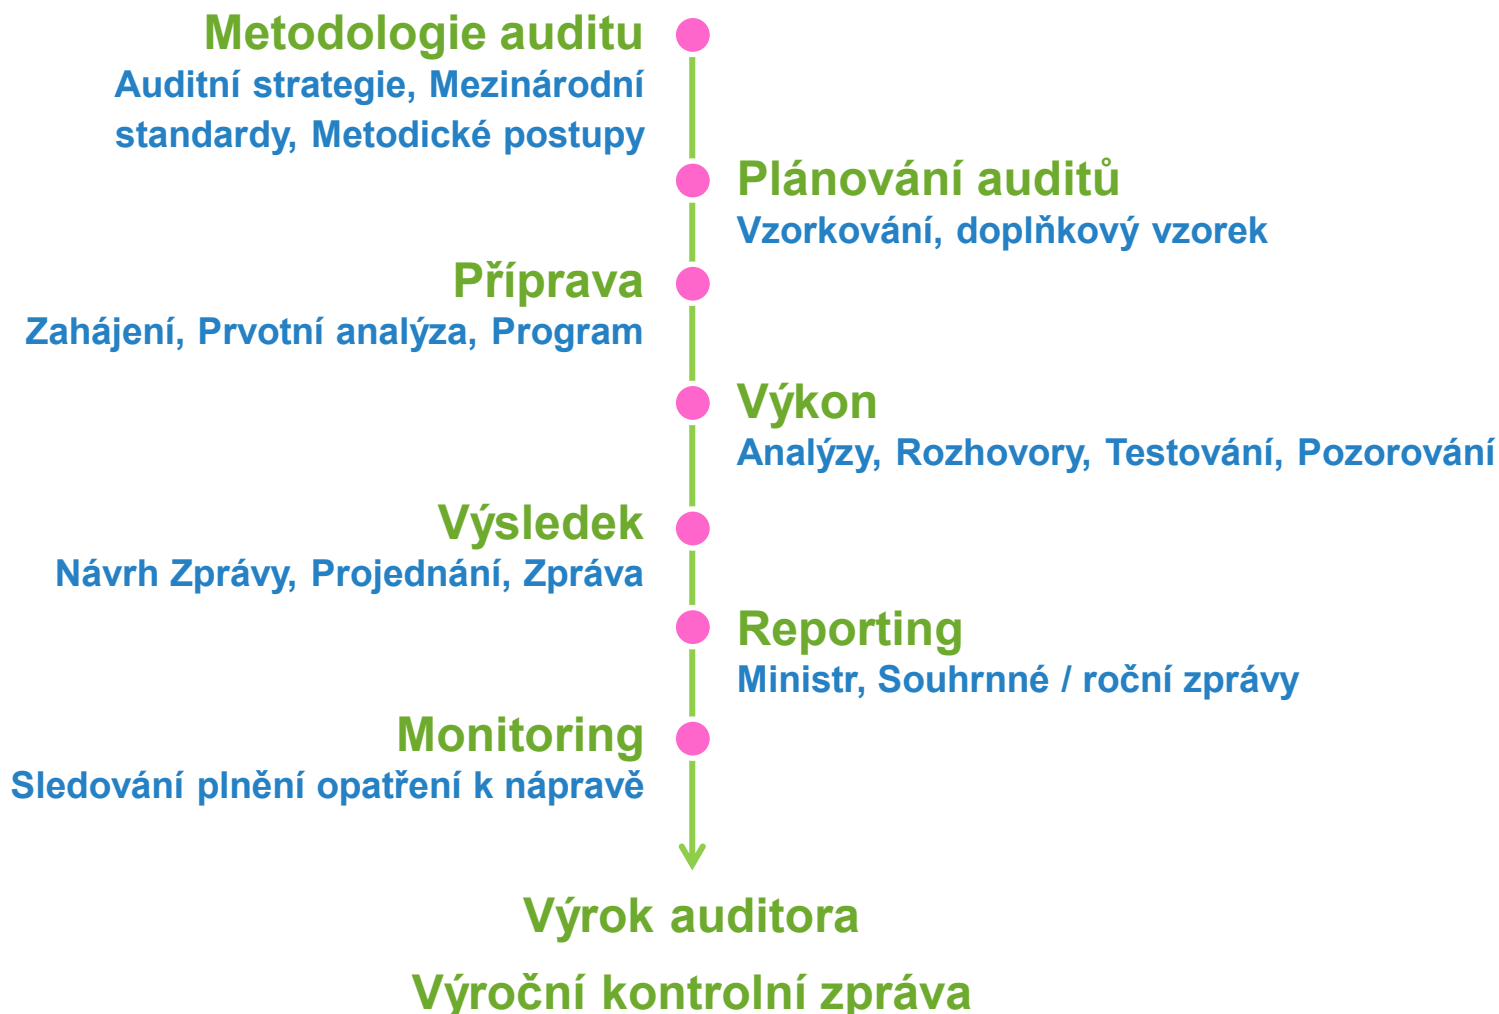 Metodologie auditu
Auditní strategie, Mezinárodní
standardy, Metodické postupy
Plánování auditů
Vzorkování, doplňkový vzorek
Příprava
Zahájení, Prvotní analýza, Program
Výkon
Analýzy, Rozhovory, Testování, Pozorování
Výsledek
Návrh Zprávy, Projednání, Zpráva
Reporting
Ministr, Souhrnné / roční zprávy
Monitoring
Sledování plnění opatření k nápravě
Výrok auditora
Výroční kontrolní zpráva